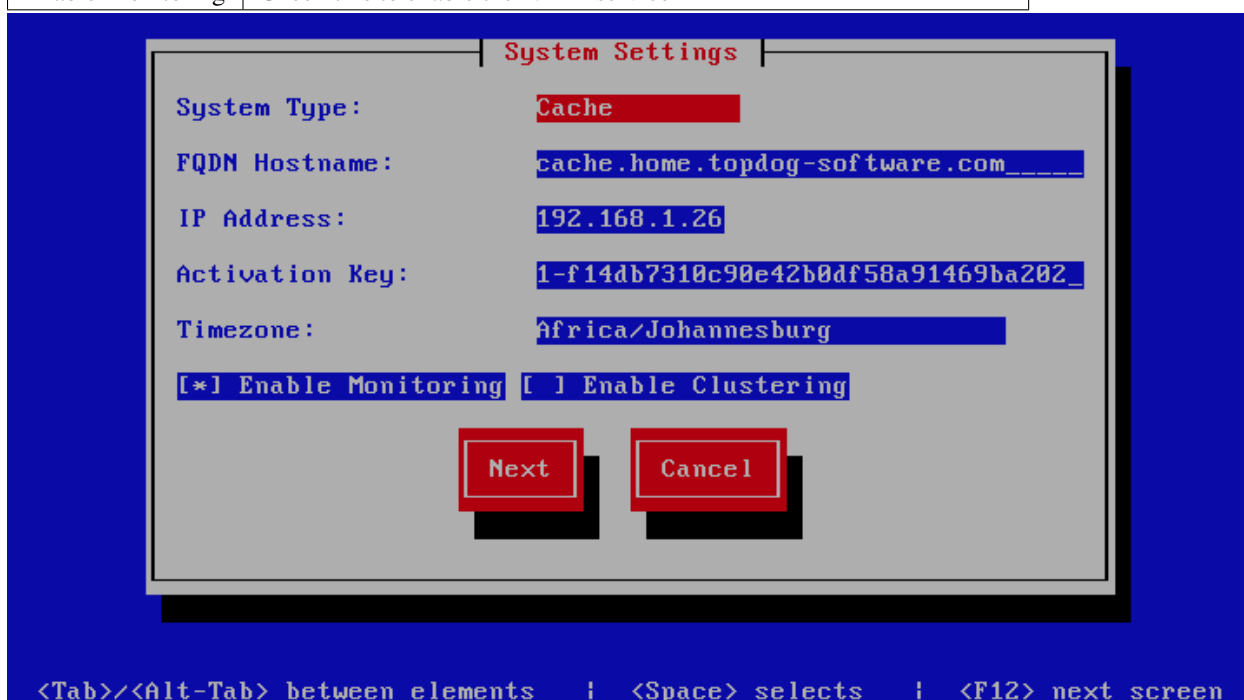 System Settings
System Type: Cache
FQDN Hostname: cache.home.topdog-software.com_____
IP Address: 192.168.1.26
Activation Key: 1-f14db7310c90e42b0df58a91469ba202_
Timezone: Africa/Johannesburg
[*] Enable Monitoring [ ] Enable Clustering
Next Cancel
<Tab>/<Alt-Tab> between elements | <Space> selects | <F12> next screen